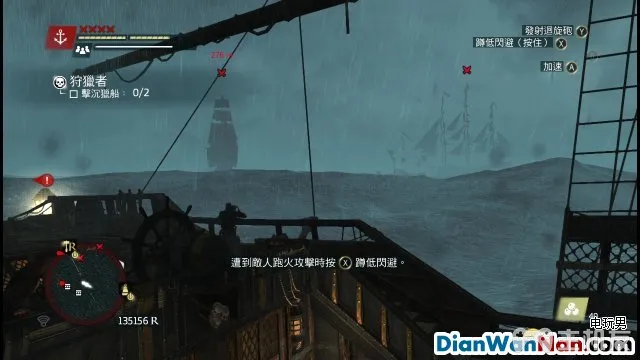 發射迴旋砲 Y
蹲低閃避（按住） X
加速 A
276 M
狩獵者
擊沉獵船： 0/2
遭到敵人跑火攻擊時按 X 蹲低閃避。
135156 R
电玩男
DianWanNan.com